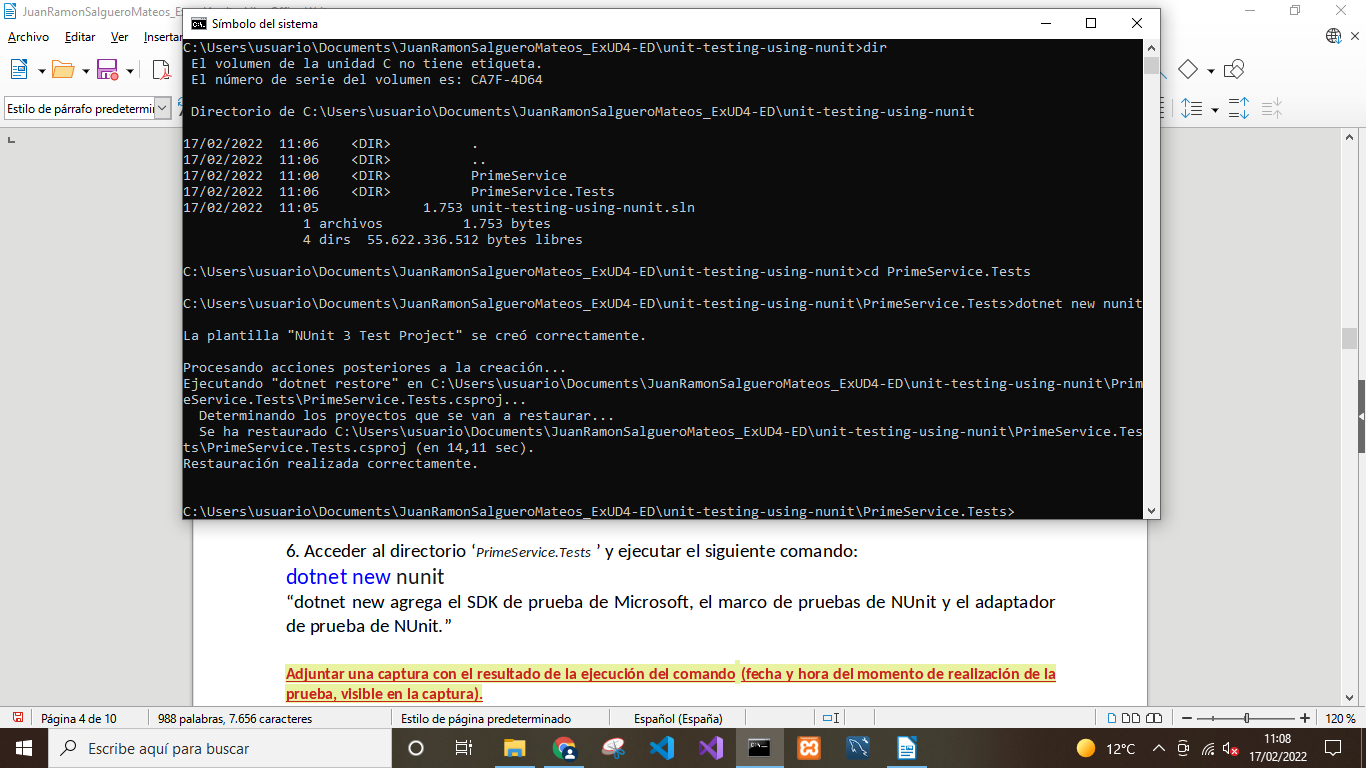 JuanRamonSalgueroMateos_E
Símbolo del sistema
Archivo Editar Ver Insertar
Estilo de párrafo predetermi
C:\Users\usuario\Documents\JuanRamonSalgueroMateos_ExUD4-ED\unit-testing-using-nunit>dir
El volumen de la unidad C no tiene etiqueta.
El número de serie del volumen es: CA7F-4D64
Directorio de C:\Users\usuario\Documents\JuanRamonSalgueroMateos_ExUD4-ED\unit-testing-using-nunit
17/02/2022 11:06 <DIR> .
17/02/2022 11:06 <DIR> ..
17/02/2022 11:00 <DIR> PrimeService
17/02/2022 11:06 <DIR> PrimeService.Tests
17/02/2022 11:05 1.753 unit-testing-using-nunit.sln
1 archivos 1.753 bytes
4 dirs 55.622.336.512 bytes libres
C:\Users\usuario\Documents\JuanRamonSalgueroMateos_ExUD4-ED\unit-testing-using-nunit>cd PrimeService.Tests
C:\Users\usuario\Documents\JuanRamonSalgueroMateos_ExUD4-ED\unit-testing-using-nunit\PrimeService.Tests>dotnet new nunit
La plantilla "NUnit 3 Test Project" se creó correctamente.
Procesando acciones posteriores a la creación...
Ejecutando "dotnet restore" en C:\Users\usuario\Documents\JuanRamonSalgueroMateos_ExUD4-ED\unit-testing-using-nunit\Prim
eService.Tests\PrimeService.Tests.csproj...
Determinando los proyectos que se van a restaurar...
Se ha restaurado C:\Users\usuario\Documents\JuanRamonSalgueroMateos_ExUD4-ED\unit-testing-using-nunit\PrimeService.Tes
ts\PrimeService.Tests.csproj (en 14,11 sec).
Restauración realizada correctamente.
C:\Users\usuario\Documents\JuanRamonSalgueroMateos_ExUD4-ED\unit-testing-using-nunit\PrimeService.Tests>
6. Acceder al directorio ‘PrimeService.Tests ’ y ejecutar el siguiente comando:
dotnet new nunit
“dotnet new agrega el SDK de prueba de Microsoft, el marco de pruebas de NUnit y el adaptador
de prueba de NUnit.”
Adjuntar una captura con el resultado de la ejecución del comando (fecha y hora del momento de realización de la
prueba, visible en la captura).
Página 4 de 10 988 palabras, 7.656 caracteres Estilo de página predeterminado Español (España) 120 %
Escribe aquí para buscar
12°C
11:08
17/02/2022